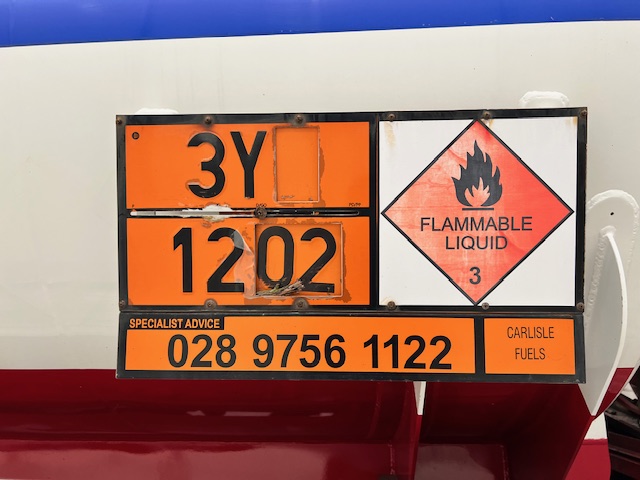 3Y
1202
FLAMMABLE
LIQUID
3
SPECIALIST ADVICE
028 9756 1122
CARLISLE
FUELS